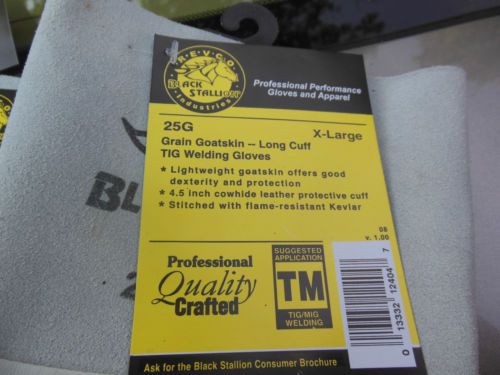 REVCO
BLACK STALLION
Industries
Professional Performance
Gloves and Apparel
25G
X-Large
Grain Goatskin -- Long Cuff
TIG Welding Gloves
* Lightweight goatskin offers good
dexterity and protection
* 4.5 inch cowhide leather protective cuff
* Stitched with flame-resistant Kevlar
08
v. 1.00
Professional
Quality
Crafted
SUGGESTED
APPLICATION
TM
TIG/MIG
WELDING
0 13332 12404 7
Ask for the Black Stallion Consumer Brochure